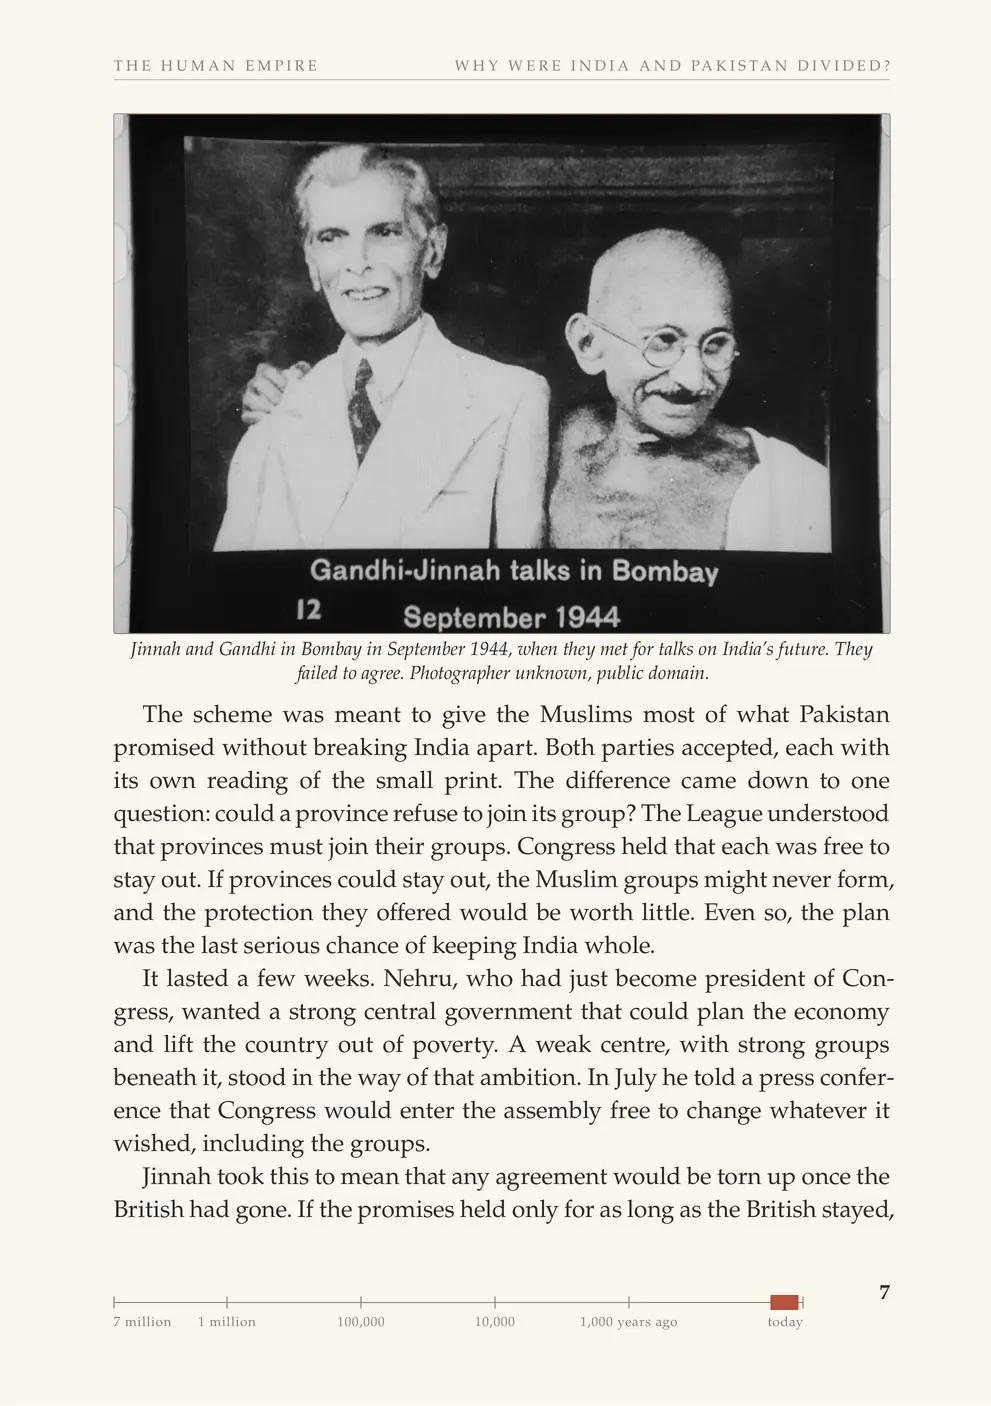 THE HUMAN EMPIRE
WHY WERE INDIA AND PAKISTAN DIVIDED?
Gandhi-Jinnah talks in Bombay
12 September 1944
Jinnah and Gandhi in Bombay in September 1944, when they met for talks on India’s future. They
failed to agree. Photographer unknown, public domain.
The scheme was meant to give the Muslims most of what Pakistan
promised without breaking India apart. Both parties accepted, each with
its own reading of the small print. The difference came down to one
question: could a province refuse to join its group? The League understood
that provinces must join their groups. Congress held that each was free to
stay out. If provinces could stay out, the Muslim groups might never form,
and the protection they offered would be worth little. Even so, the plan
was the last serious chance of keeping India whole.
It lasted a few weeks. Nehru, who had just become president of Con-
gress, wanted a strong central government that could plan the economy
and lift the country out of poverty. A weak centre, with strong groups
beneath it, stood in the way of that ambition. In July he told a press confer-
ence that Congress would enter the assembly free to change whatever it
wished, including the groups.
Jinnah took this to mean that any agreement would be torn up once the
British had gone. If the promises held only for as long as the British stayed,
7
7 million 1 million 100,000 10,000 1,000 years ago today